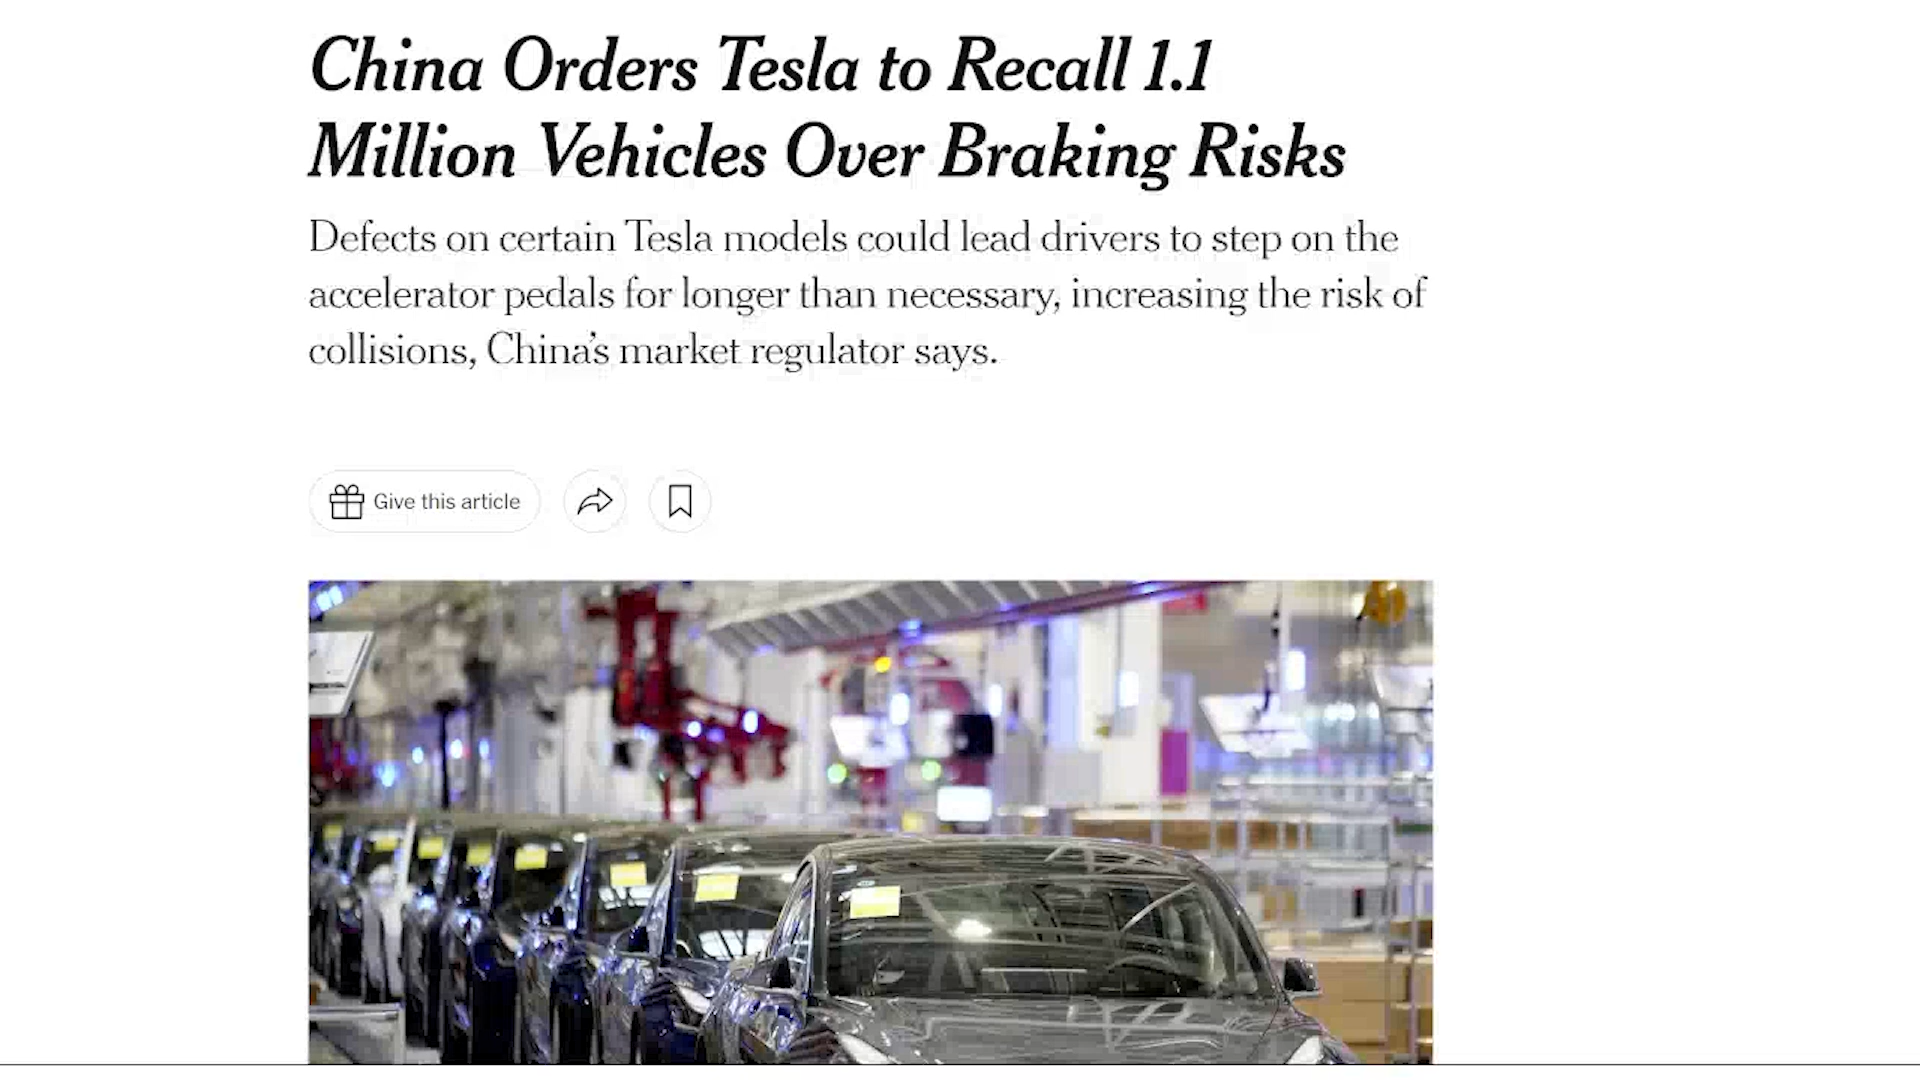 China Orders Tesla to Recall 1.1
Million Vehicles Over Braking Risks
Defects on certain Tesla models could lead drivers to step on the
accelerator pedals for longer than necessary, increasing the risk of
collisions, China’s market regulator says.
Give this article